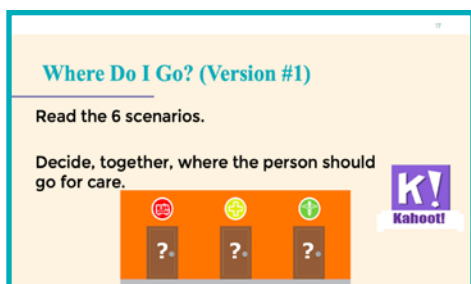 Where Do I Go? (Version #1)
Read the 6 scenarios.
Decide, together, where the person should
go for care.
K!
Kahoot!
? ? ?